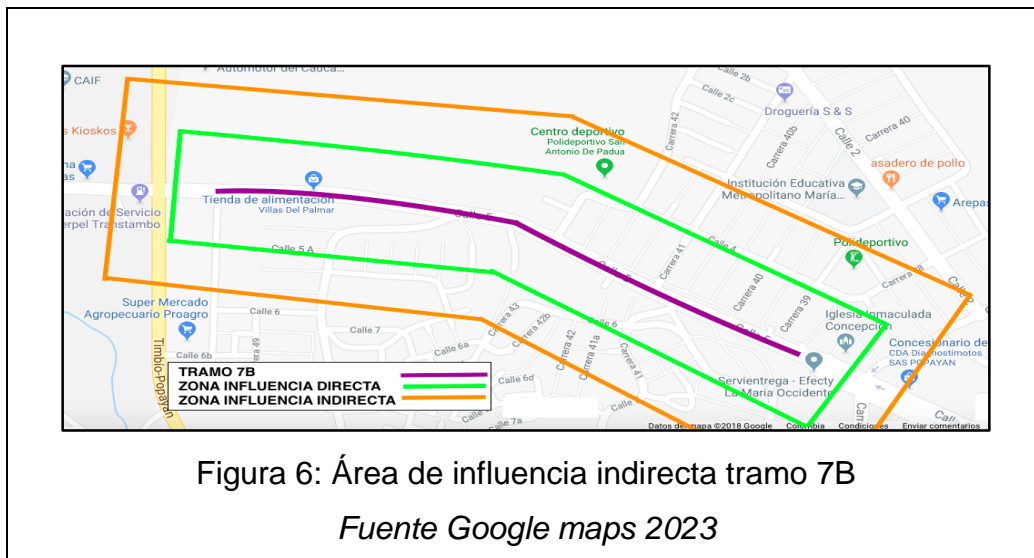 Automotor del Cauca...
CAIF
Calle 2b
Calle 2c
Droguería S & S
s Kioskos
Centro deportivo
Polideportivo San
Antonio De Padua
Carrera 42
Carrera 40b
Calle 2
Carrera 40
asadero de pollo
Institución Educativa
Metropolitano María...
Arepas
Tienda de alimentación
Villas Del Palmar
ación de Servicio
erpel Transtambo
Calle 5
Calle 5 A
Calle 4
Carrera 41
Carrera 40
Carrera 39
Polideportivo
Calle 2
Super Mercado
Agropecuario Proagro
Calle 6
Calle 7
Carrera 43
Carrera 42b
Calle 6
Iglesia Inmaculada
Concepción
Calle 6b
Carrera 49
Calle 6a
Carrera 42
Carrera 41a
Carrera 41
Concesionario de
CDA Diagnostimotos
SAS POPAYAN
Timbío-Popayán
TRAMO 7B
ZONA INFLUENCIA DIRECTA
ZONA INFLUENCIA INDIRECTA
Calle 6d
Calle 7a
Servientrega - Efecty
La María Occidente
Datos del mapa ©2018 Google Colombia Condiciones Enviar comentarios
Figura 6: Área de influencia indirecta tramo 7B
Fuente Google maps 2023